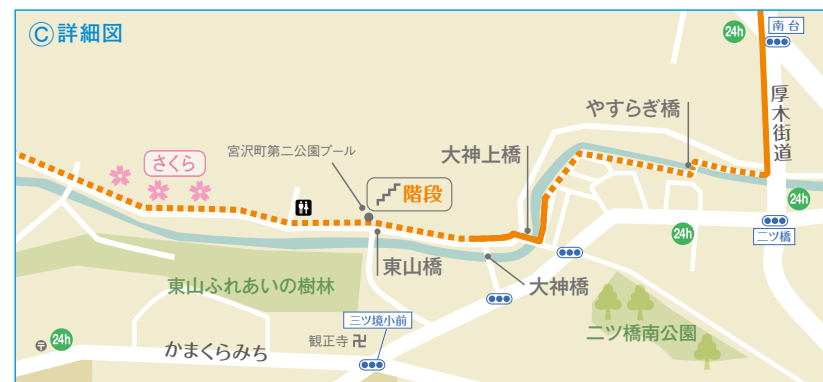 Ⓒ詳細図
24h
南台
厚木街道
やすらぎ橋
さくら
宮沢町第二公園プール
大神上橋
階段
24h
24h
二ツ橋
東山橋
東山ふれあいの樹林
大神橋
二ツ橋南公園
三ツ境小前
〒
24h
かまくらみち
観正寺 卍